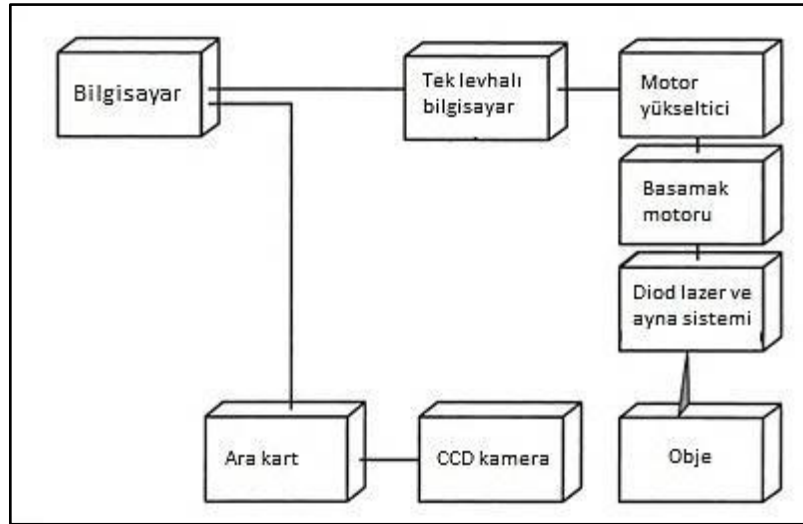 Bilgisayar
Tek levhalı
bilgisayar
Motor
yükseltici
Basamak
motoru
Diod lazer ve
ayna sistemi
Ara kart
CCD kamera
Obje